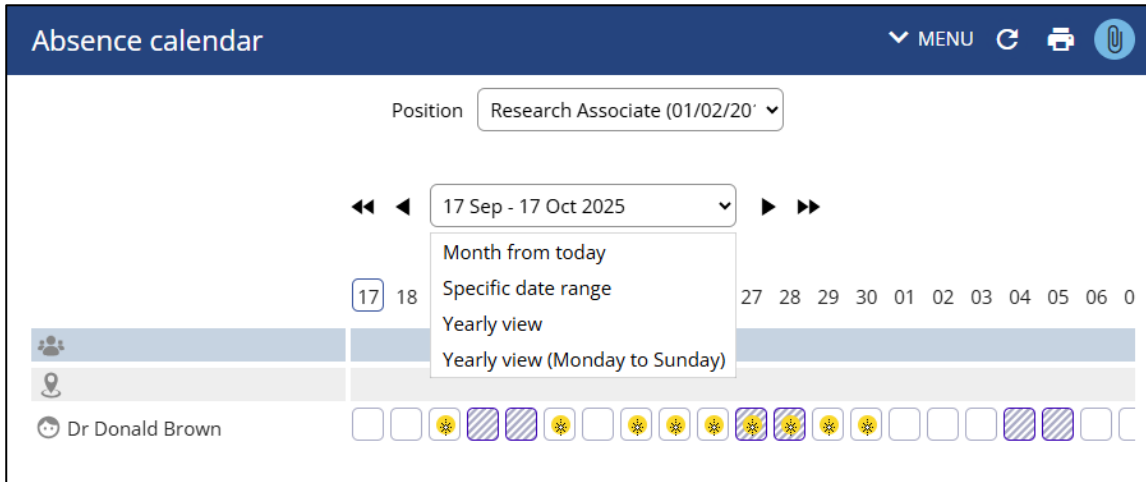 Absence calendar MENU
Position Research Associate (01/02/20
17 Sep - 17 Oct 2025
Month from today
Specific date range
Yearly view
Yearly view (Monday to Sunday)
17 18 27 28 29 30 01 02 03 04 05 06 0
Dr Donald Brown